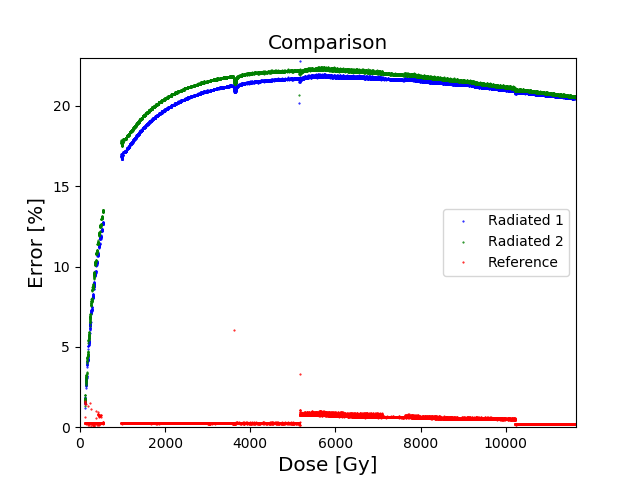 Comparison
Error [%]
20
15
10
5
0
Radiated 1
Radiated 2
Reference
0 2000 4000 6000 8000 10000
Dose [Gy]